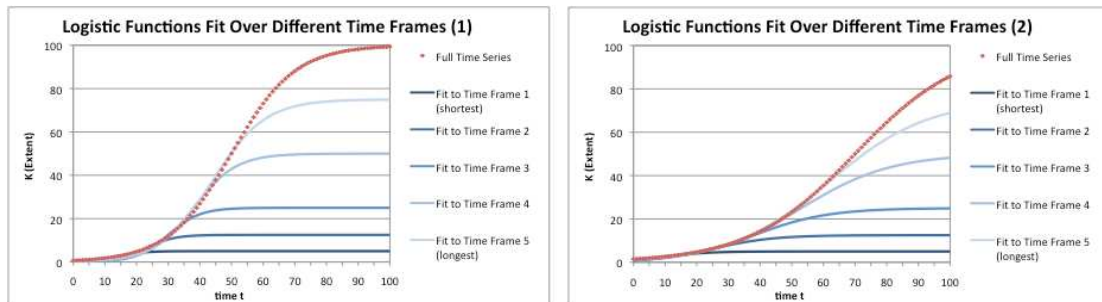 Logistic Functions Fit Over Different Time Frames (1)
100
80
60
40
20
0
K (Extent)
0 10 20 30 40 50 60 70 80 90 100
time t
Full Time Series
Fit to Time Frame 1
(shortest)
Fit to Time Frame 2
Fit to Time Frame 3
Fit to Time Frame 4
Fit to Time Frame 5
(longest)
Logistic Functions Fit Over Different Time Frames (2)
100
80
60
40
20
0
K (Extent)
0 10 20 30 40 50 60 70 80 90 100
time t
Full Time Series
Fit to Time Frame 1
(shortest)
Fit to Time Frame 2
Fit to Time Frame 3
Fit to Time Frame 4
Fit to Time Frame 5
(longest)